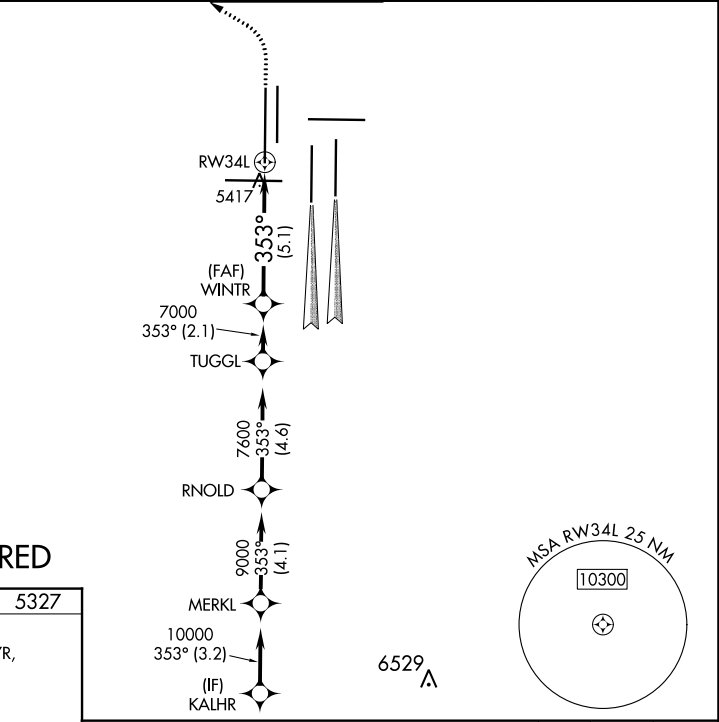 RW34L
5417
353°
(5.1)
(FAF)
WINTR
7000
353° (2.1)
TUGGL
7600
353°
(4.6)
RNOLD
9000
353°
(4.1)
RED
5327
MERKL
R,
10000
353° (3.2)
(IF)
KALHR
6529
MSA RW34L 25 NM
10300